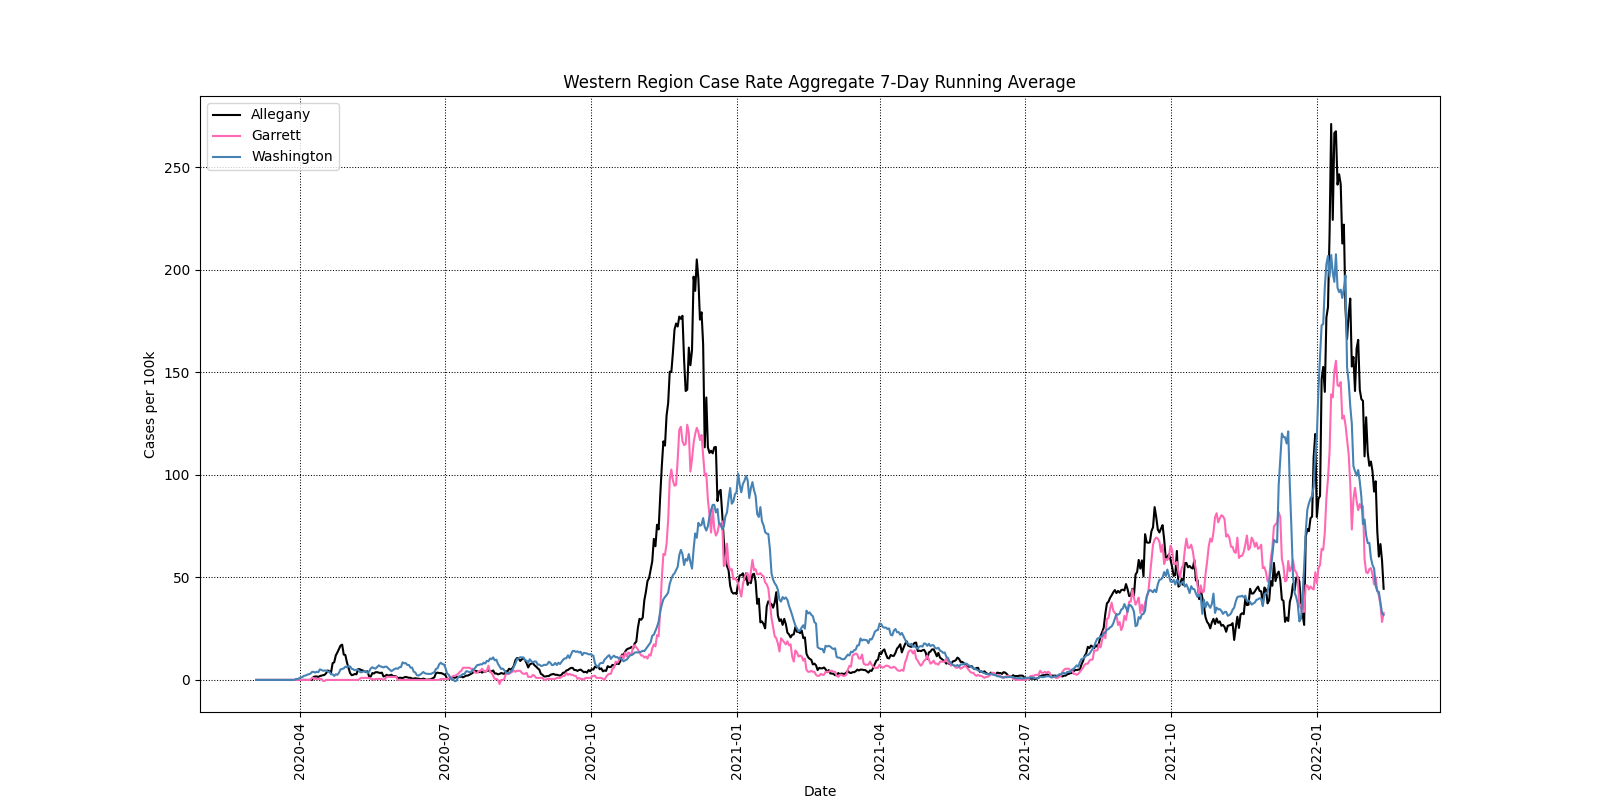 Western Region Case Rate Aggregate 7-Day Running Average
Allegany
Garrett
Washington
250
200
150
100
50
0
Cases per 100k
2020-04
2020-07
2020-10
2021-01
2021-04
2021-07
2021-10
2022-01
Date